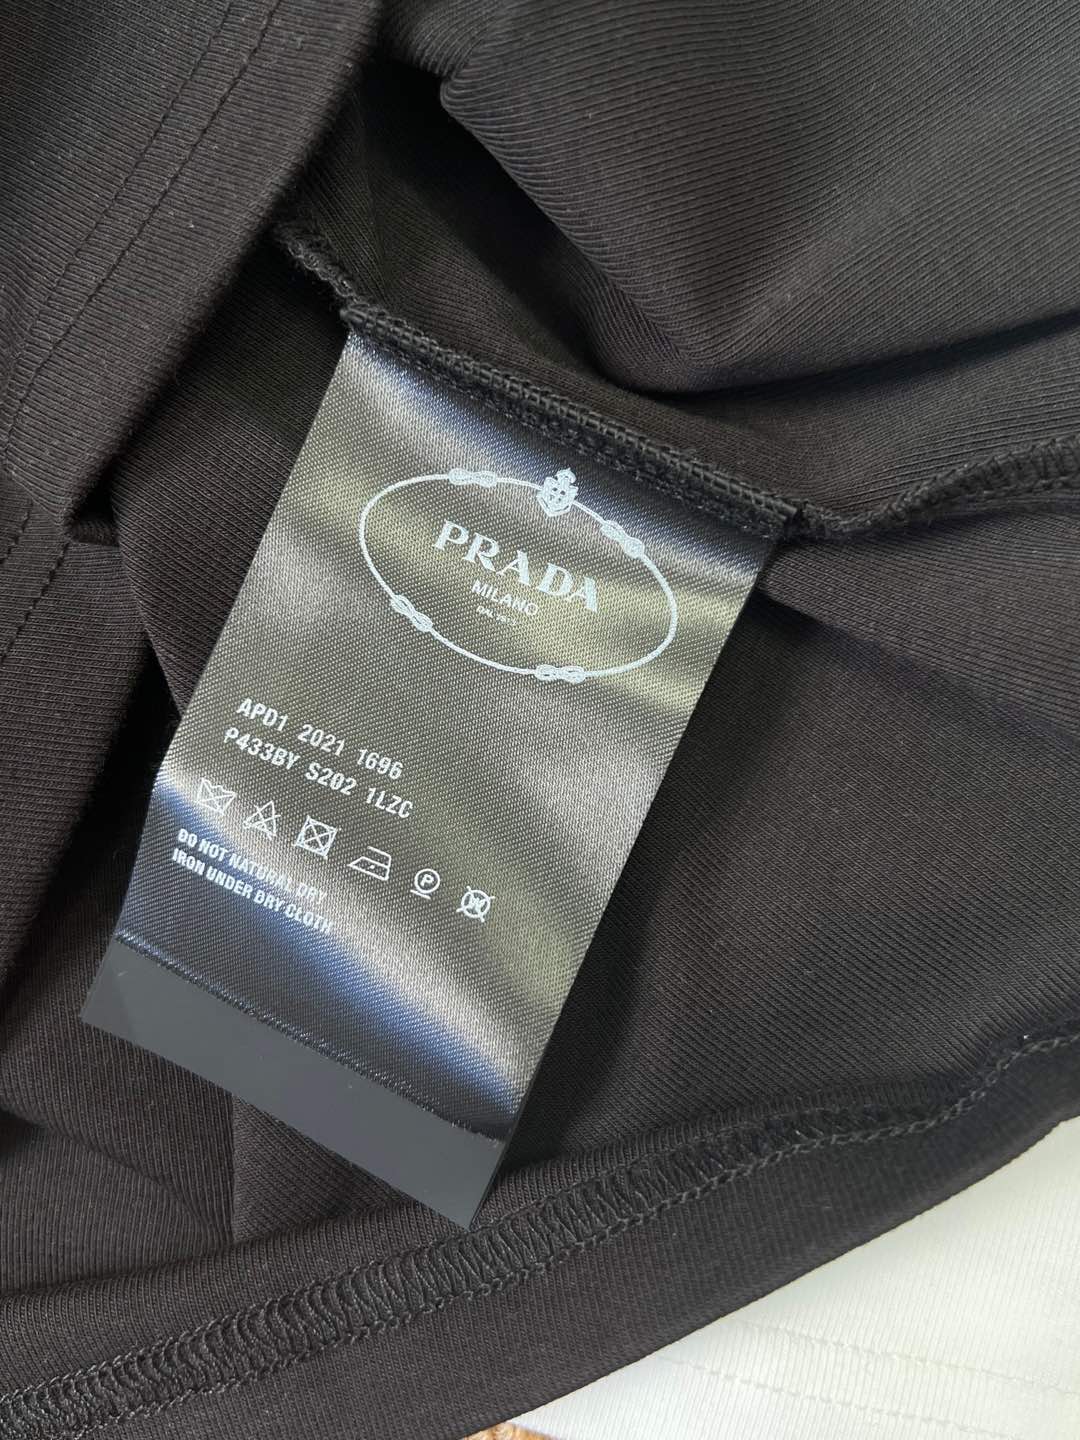 PRADA
MILANO
APD1 2021 1696
P433BY S202 1LZC
P
W
DO NOT NATURAL DRY
IRON UNDER DRY CLOTH